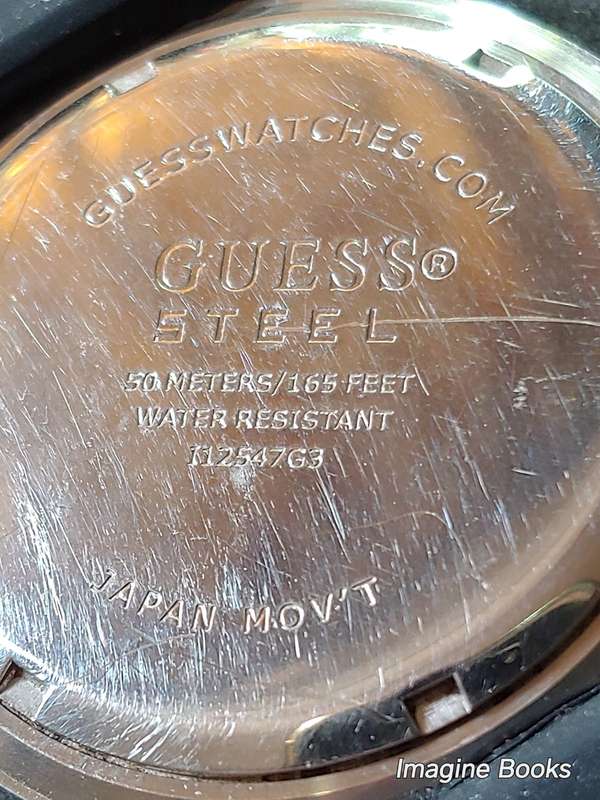 GUESSWATCHES.COM
GUESS®
STEEL
50 METERS/165 FEET
WATER RESISTANT
I12547G3
JAPAN MOV'T
Imagine Books